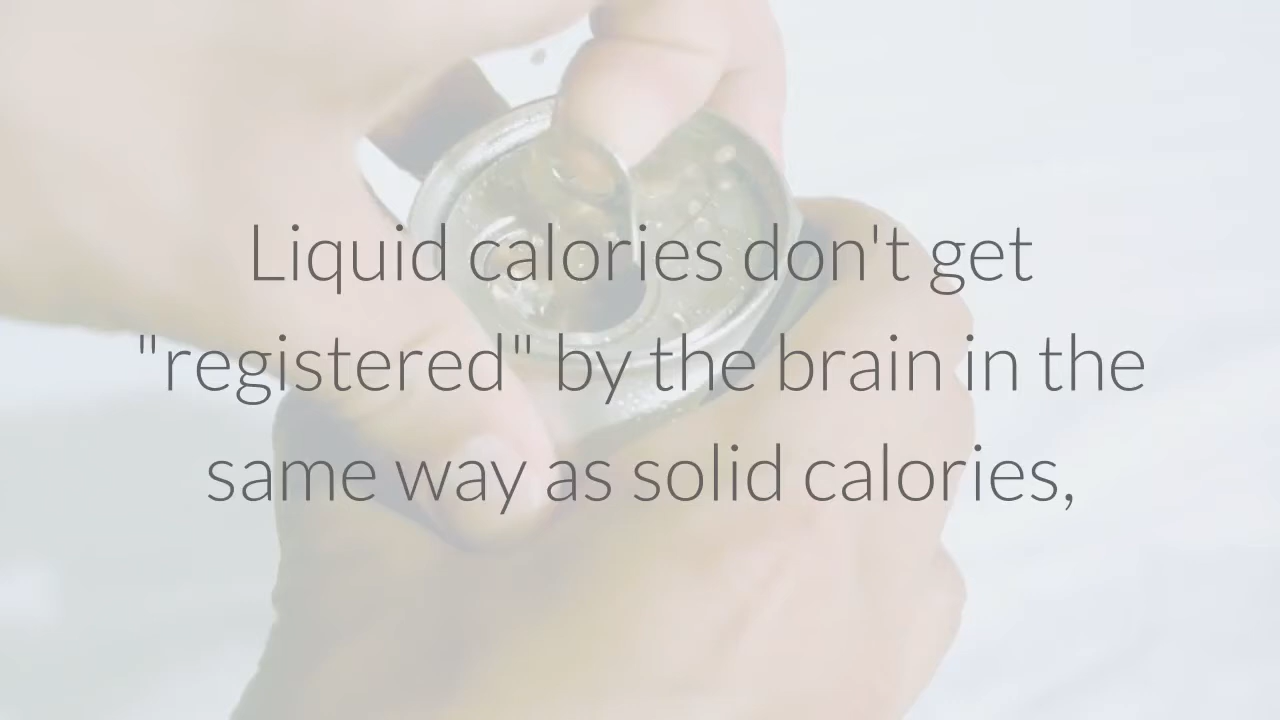 Liquid calories don't get
"registered" by the brain in the
same way as solid calories,